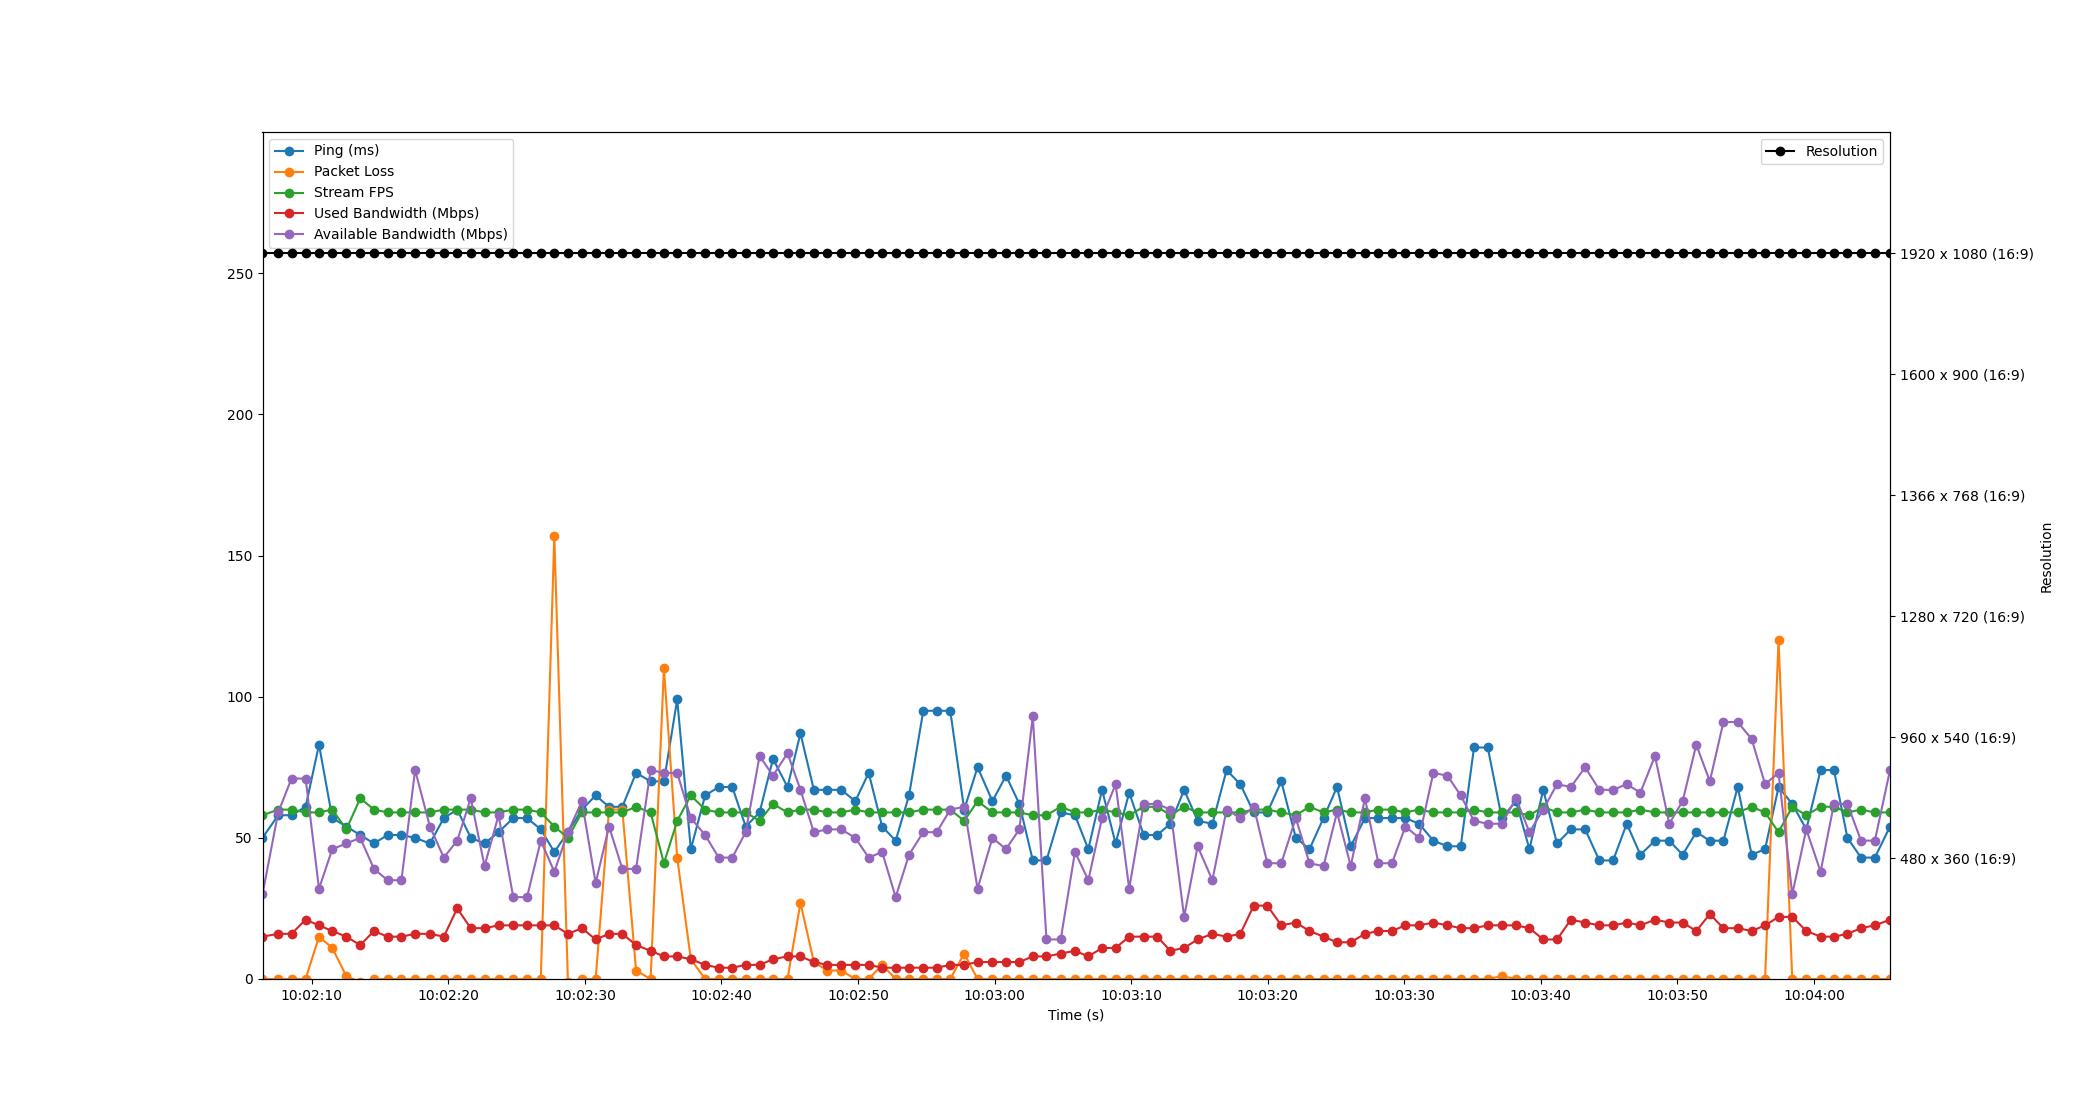 Ping (ms)
Packet Loss
Stream FPS
Used Bandwidth (Mbps)
Available Bandwidth (Mbps)
Resolution
250
200
150
100
50
0
1920 x 1080 (16:9)
1600 x 900 (16:9)
1366 x 768 (16:9)
1280 x 720 (16:9)
960 x 540 (16:9)
480 x 360 (16:9)
Resolution
10:02:10 10:02:20 10:02:30 10:02:40 10:02:50 10:03:00 10:03:10 10:03:20 10:03:30 10:03:40 10:03:50 10:04:00
Time (s)